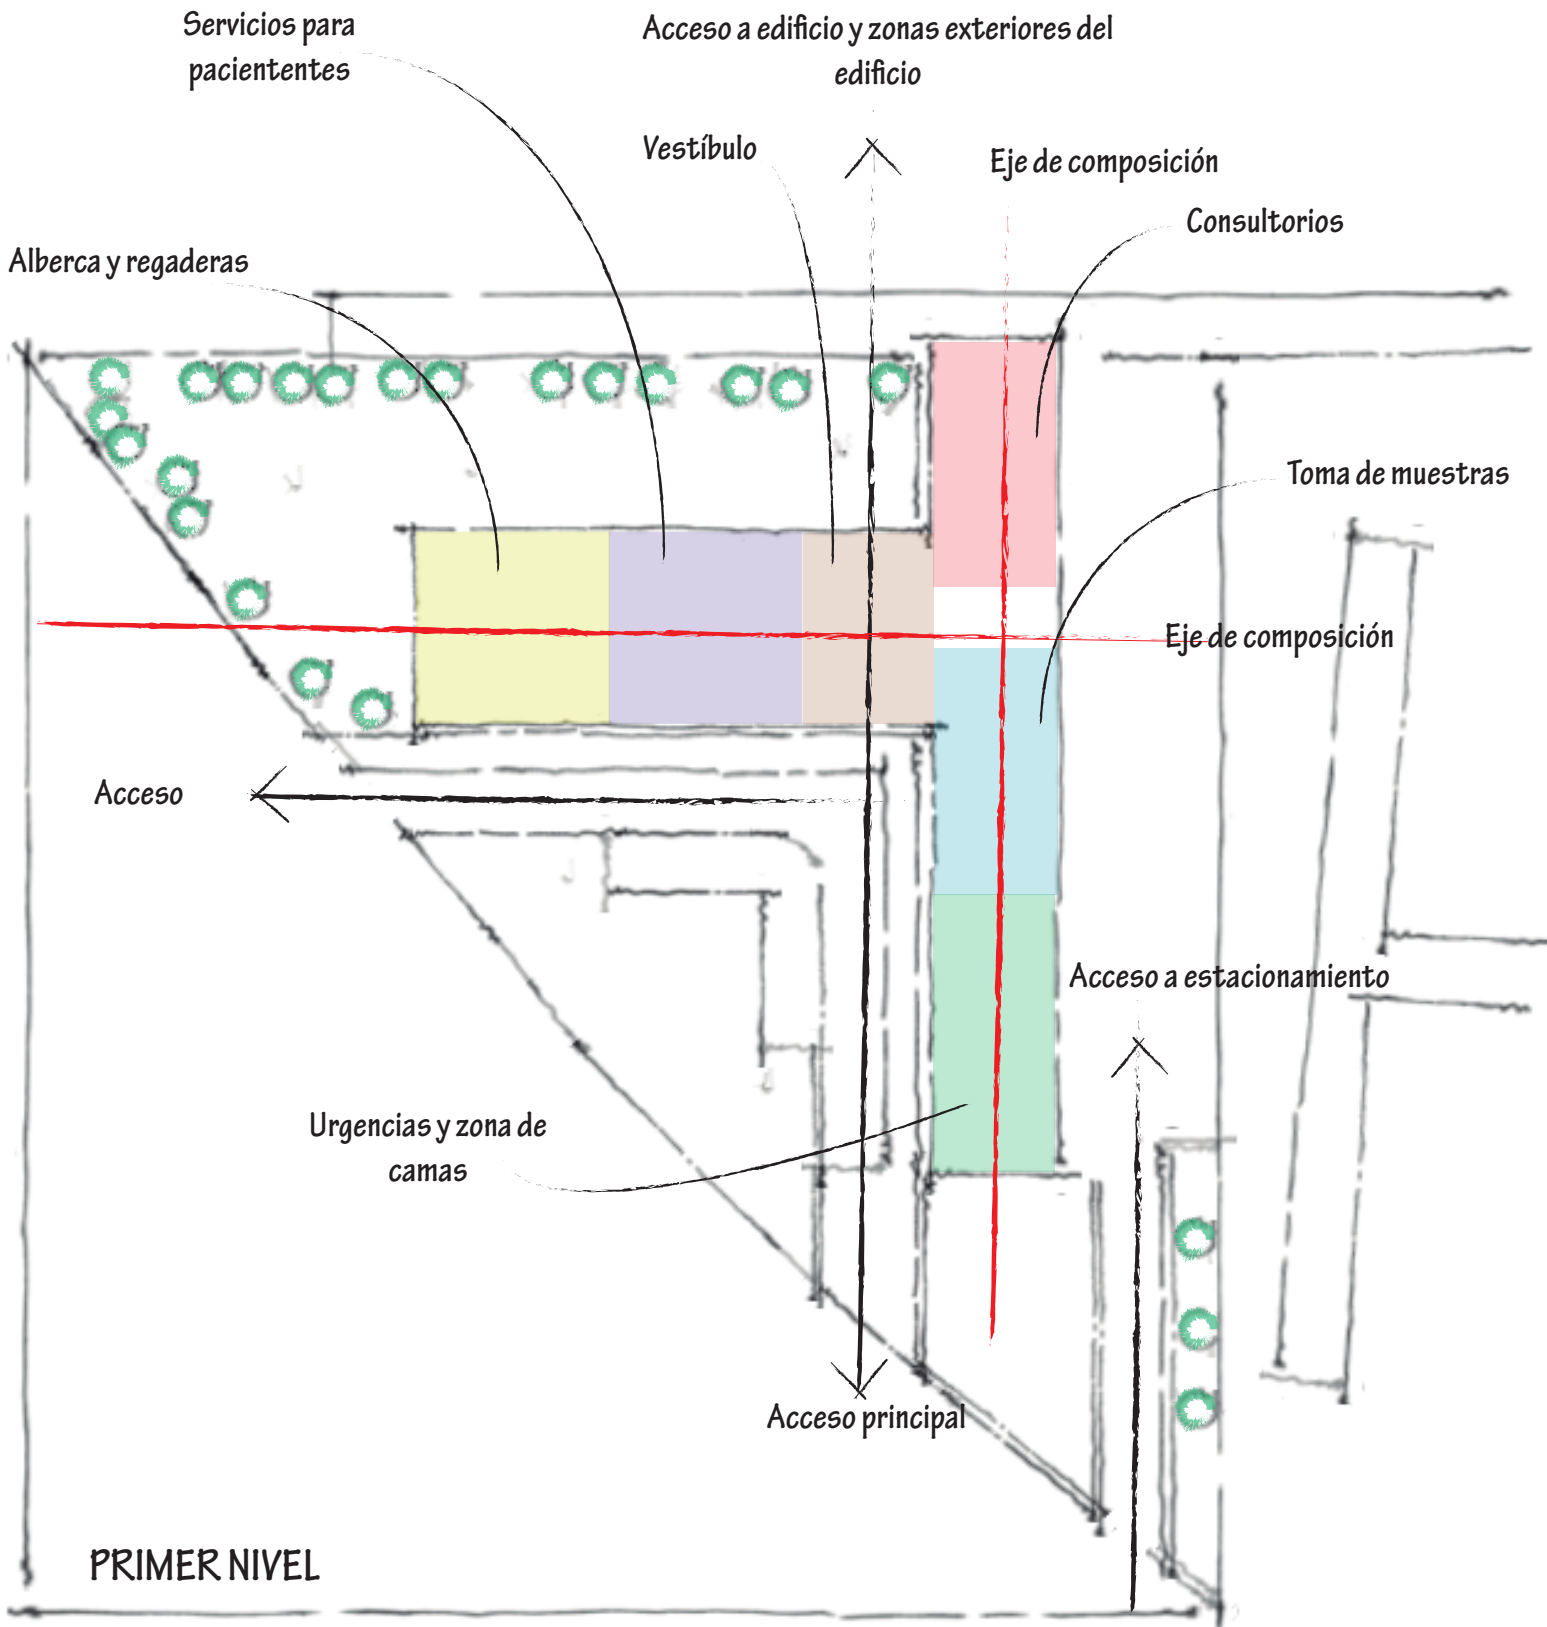 Servicios para
pacientetes
Acceso a edificio y zonas exteriores del
edificio
Vestíbulo
Eje de composición
Consultorios
Alberca y regaderas
Toma de muestras
Eje de composición
Acceso
Acceso a estacionamiento
Urgencias y zona de
camas
Acceso principal
PRIMER NIVEL